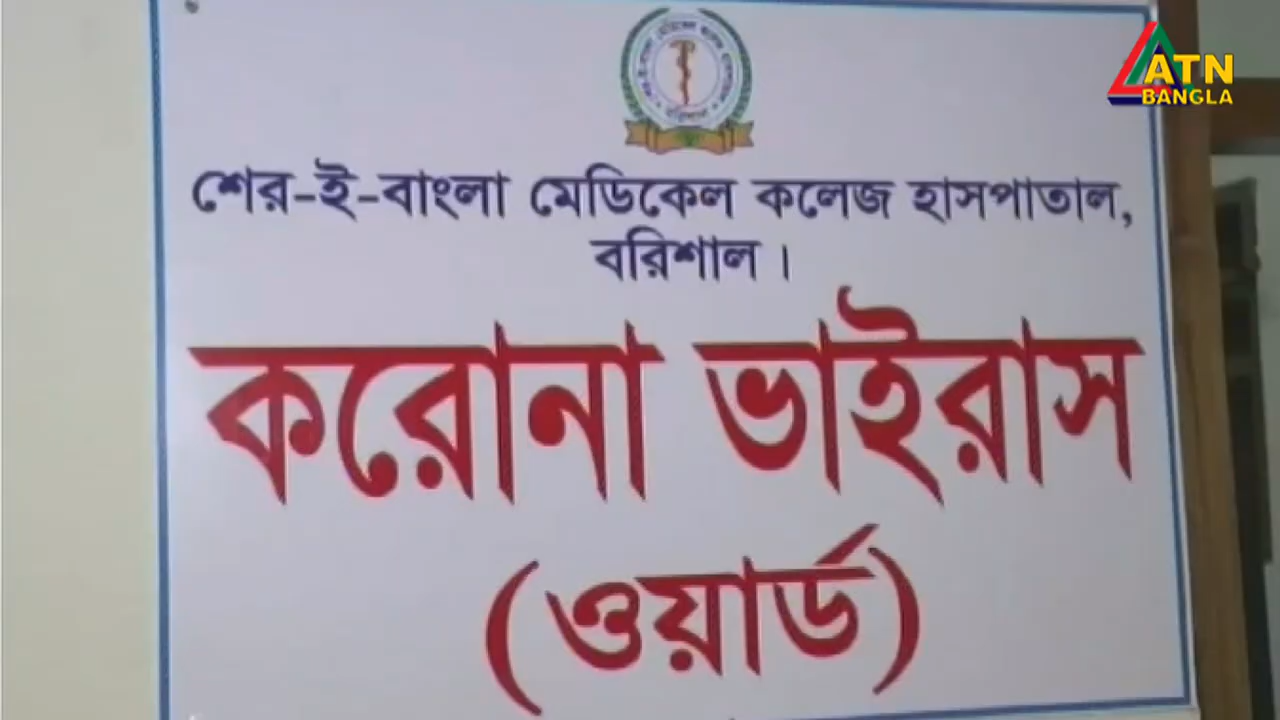 ATN
BANGLA
শের-ই-বাংলা মেডিকেল কলেজ হাসপাতাল,
বরিশাল।
করোনা ভাইরাস
(ওয়ার্ড)